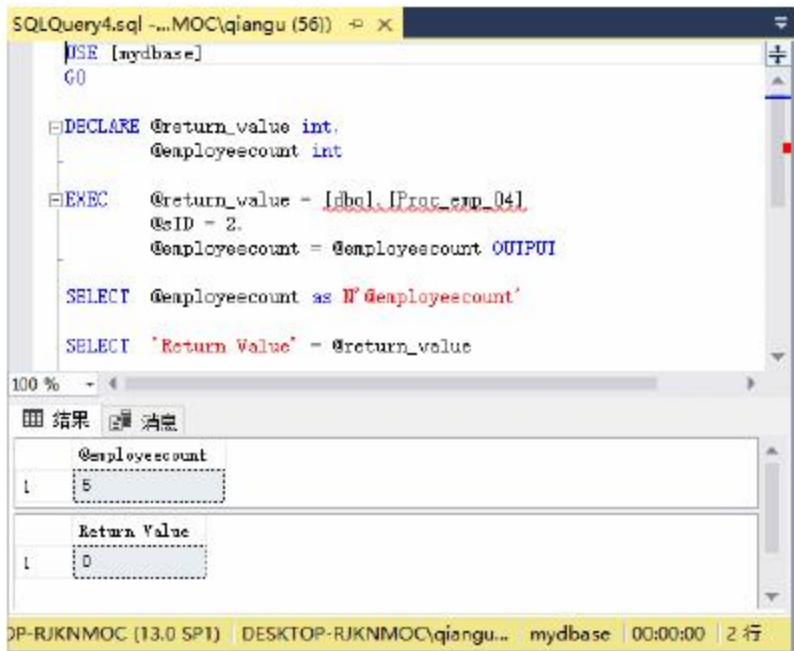 SQLQuery4.sql -...MOC\qiangu (56))
USE [mydbase]
GO
DECLARE @return_value int,
@employeecount int
EXEC @return_value = [dbo].[Proc_emp_04]
@sID = 2,
@employeecount = @employeecount OUTPUT
SELECT @employeecount as N'@employeecount'
SELECT 'Return Value' = @return_value
100 %
结果 消息
@employeecount
1 5
Return Value
1 0
OP-RJKNMOC (13.0 SP1) DESKTOP-RJKNMOC\qiangu... mydbase 00:00:00 2 行